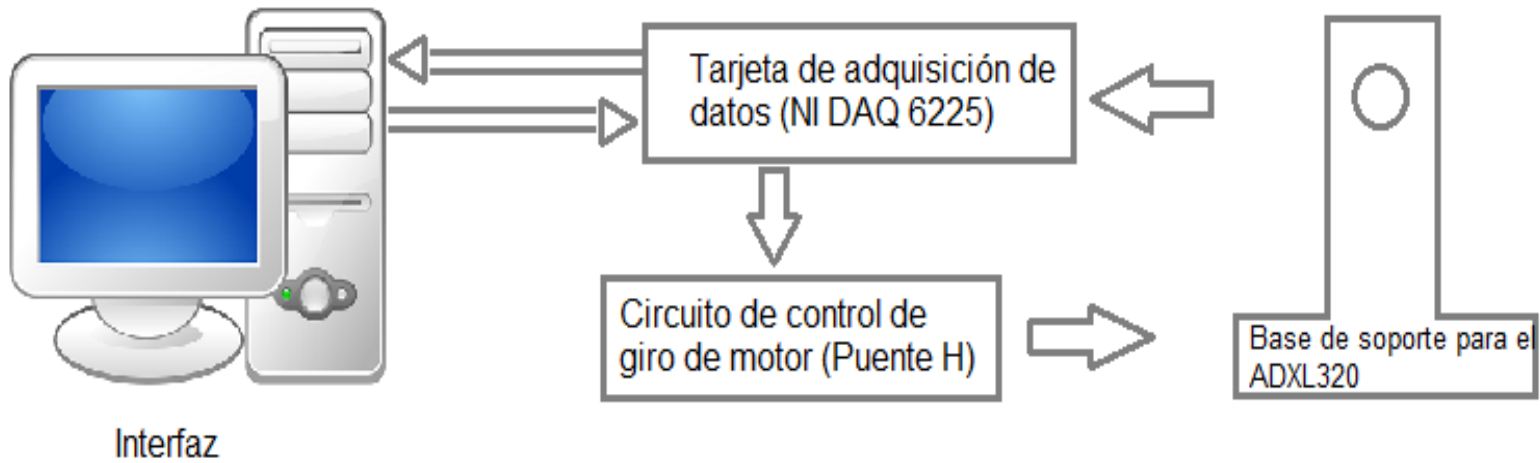 Tarjeta de adquisición de
datos (NI DAQ 6225)
Circuito de control de
giro de motor (Puente H)
Base de soporte para el
ADXL320
Interfaz